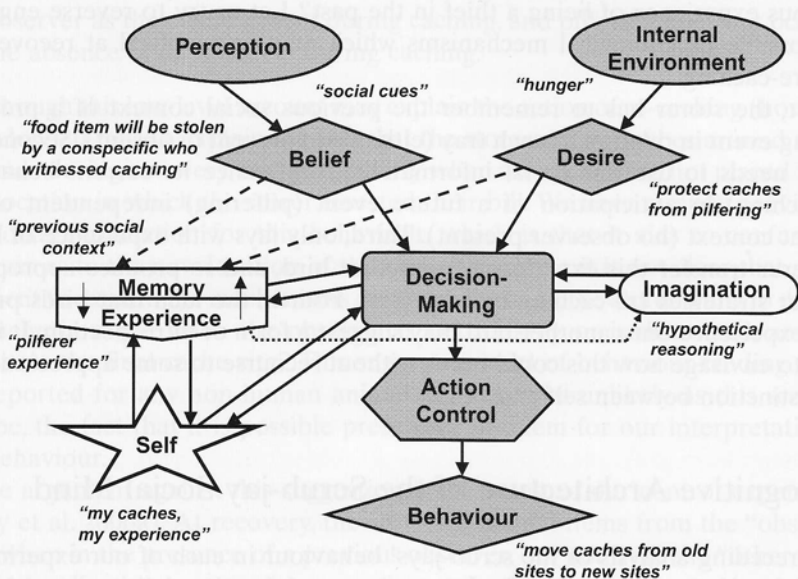 Perception
Internal
Environment
"social cues"
"hunger"
"food item will be stolen
by a conspecific who
witnessed caching"
Belief
Desire
"protect caches
from pilfering"
"previous social
context"
Memory
Experience
Decision-
Making
Imagination
"pilferer
experience"
"hypothetical
reasoning"
Action
Control
Self
"my caches,
my experience"
Behaviour
"move caches from old
sites to new sites"